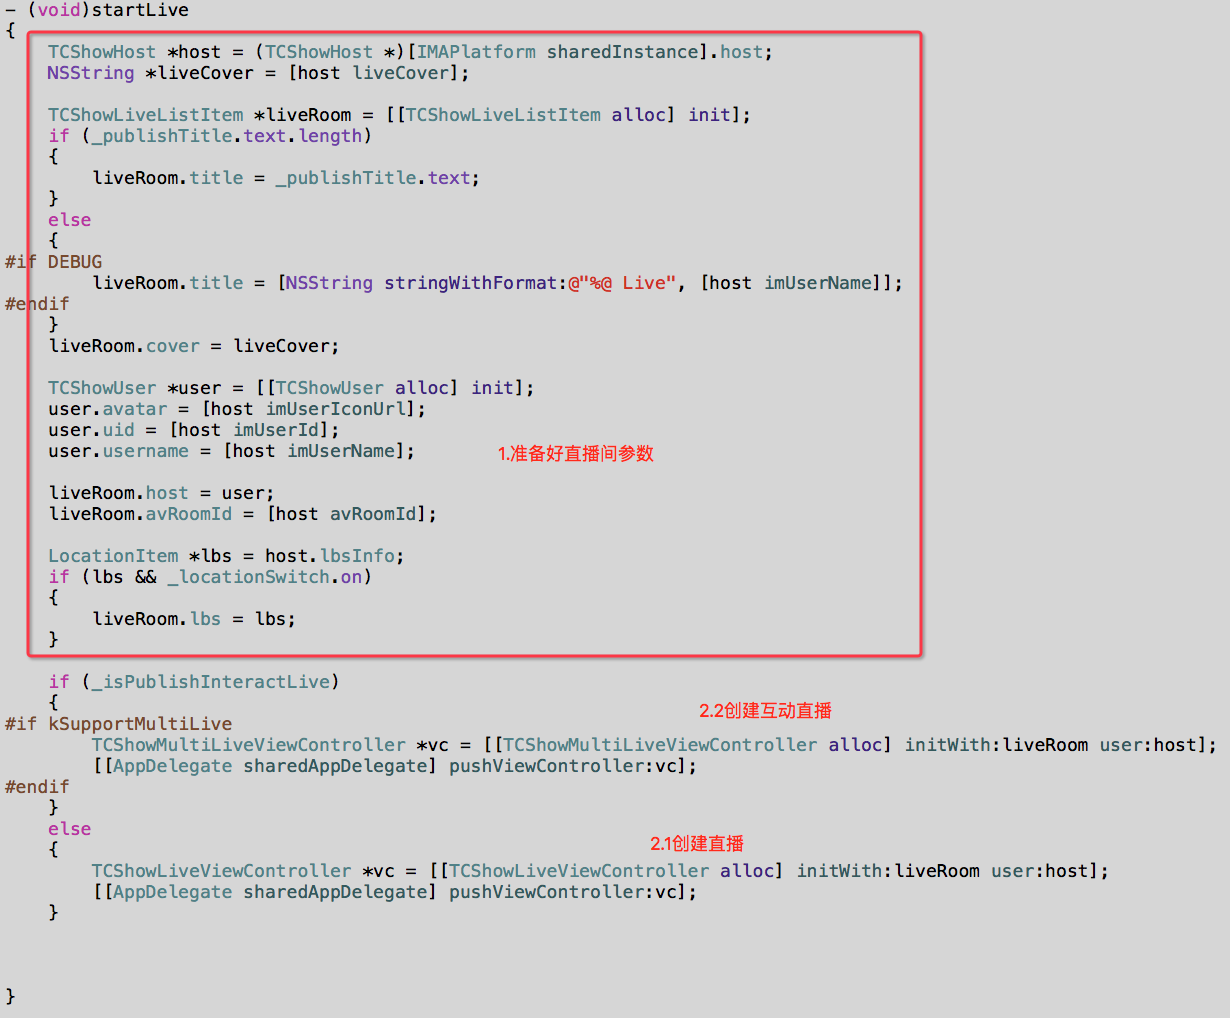 - (void)startLive
{
    TCShowHost *host = (TCShowHost *)[IMAPlatform sharedInstance].host;
    NSString *liveCover = [host liveCover];

    TCShowLiveListItem *liveRoom = [[TCShowLiveListItem alloc] init];
    if (_publishTitle.text.length)
    {
        liveRoom.title = _publishTitle.text;
    }
    else
    {
#if DEBUG
        liveRoom.title = [NSString stringWithFormat:@"%@ Live", [host imUserName]];
#endif
    }
    liveRoom.cover = liveCover;

    TCShowUser *user = [[TCShowUser alloc] init];
    user.avatar = [host imUserIconUrl];
    user.uid = [host imUserId];
    user.username = [host imUserName];
1.准备好直播间参数

    liveRoom.host = user;
    liveRoom.avRoomId = [host avRoomId];

    LocationItem *lbs = host.lbsInfo;
    if (lbs && _locationSwitch.on)
    {
        liveRoom.lbs = lbs;
    }

    if (_isPublishInteractLive)
    {
2.2创建互动直播
#if kSupportMultiLive
        TCShowMultiLiveViewController *vc = [[TCShowMultiLiveViewController alloc] initWith:liveRoom user:host];
        [[AppDelegate sharedAppDelegate] pushViewController:vc];
#endif
    }
    else
    {
2.1创建直播
        TCShowLiveViewController *vc = [[TCShowLiveViewController alloc] initWith:liveRoom user:host];
        [[AppDelegate sharedAppDelegate] pushViewController:vc];
    }
}